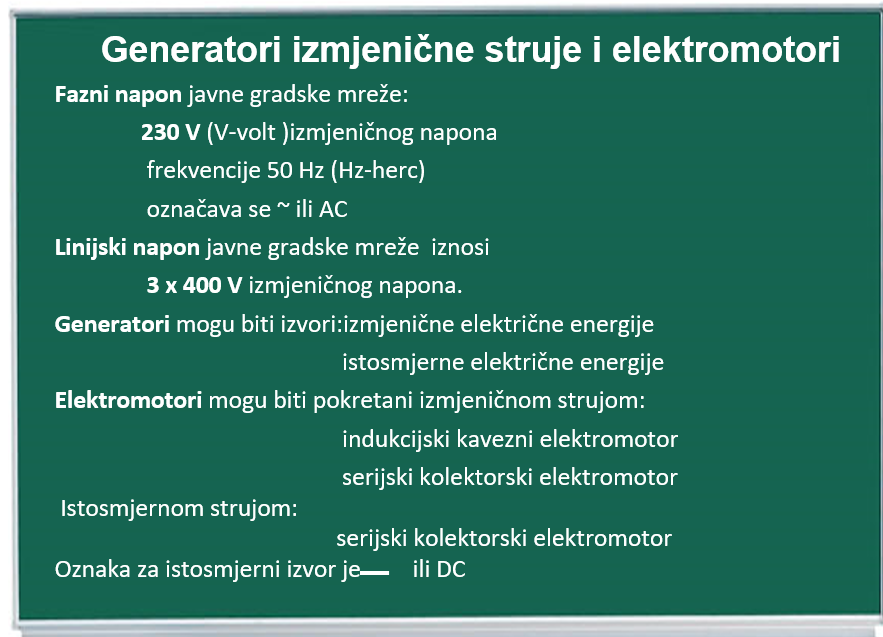 Generatori izmjenične struje i elektromotori
Fazni napon javne gradske mreže:
230 V (V-volt )izmjeničnog napona
frekvencije 50 Hz (Hz-herc)
označava se ~ ili AC
Linijski napon javne gradske mreže  iznosi
3 x 400 V izmjeničnog napona.
Generatori mogu biti izvori:izmjenične električne energije
istosmjerne električne energije
Elektromotori mogu biti pokretani izmjeničnom strujom:
indukcijski kavezni elektromotor
serijski kolektorski elektromotor
Istosmjernom strujom:
serijski kolektorski elektromotor
Oznaka za istosmjerni izvor je— ili DC